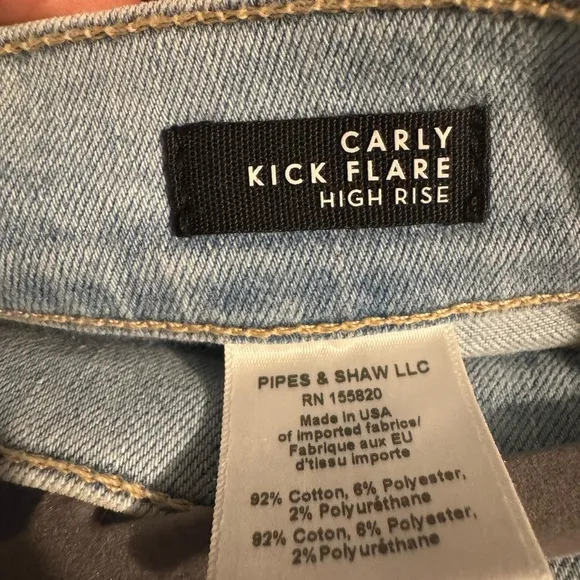 CARLY
KICK FLARE
HIGH RISE
PIPES & SHAW LLC
RN 155820
Made in USA
of imported fabrics/
Fabrique aux EU
d'tissu importe
92% Cotton, 6% Polyester,
2% Polyuréthane
92% Cotton, 6% Polyester,
2% Polyuréthane